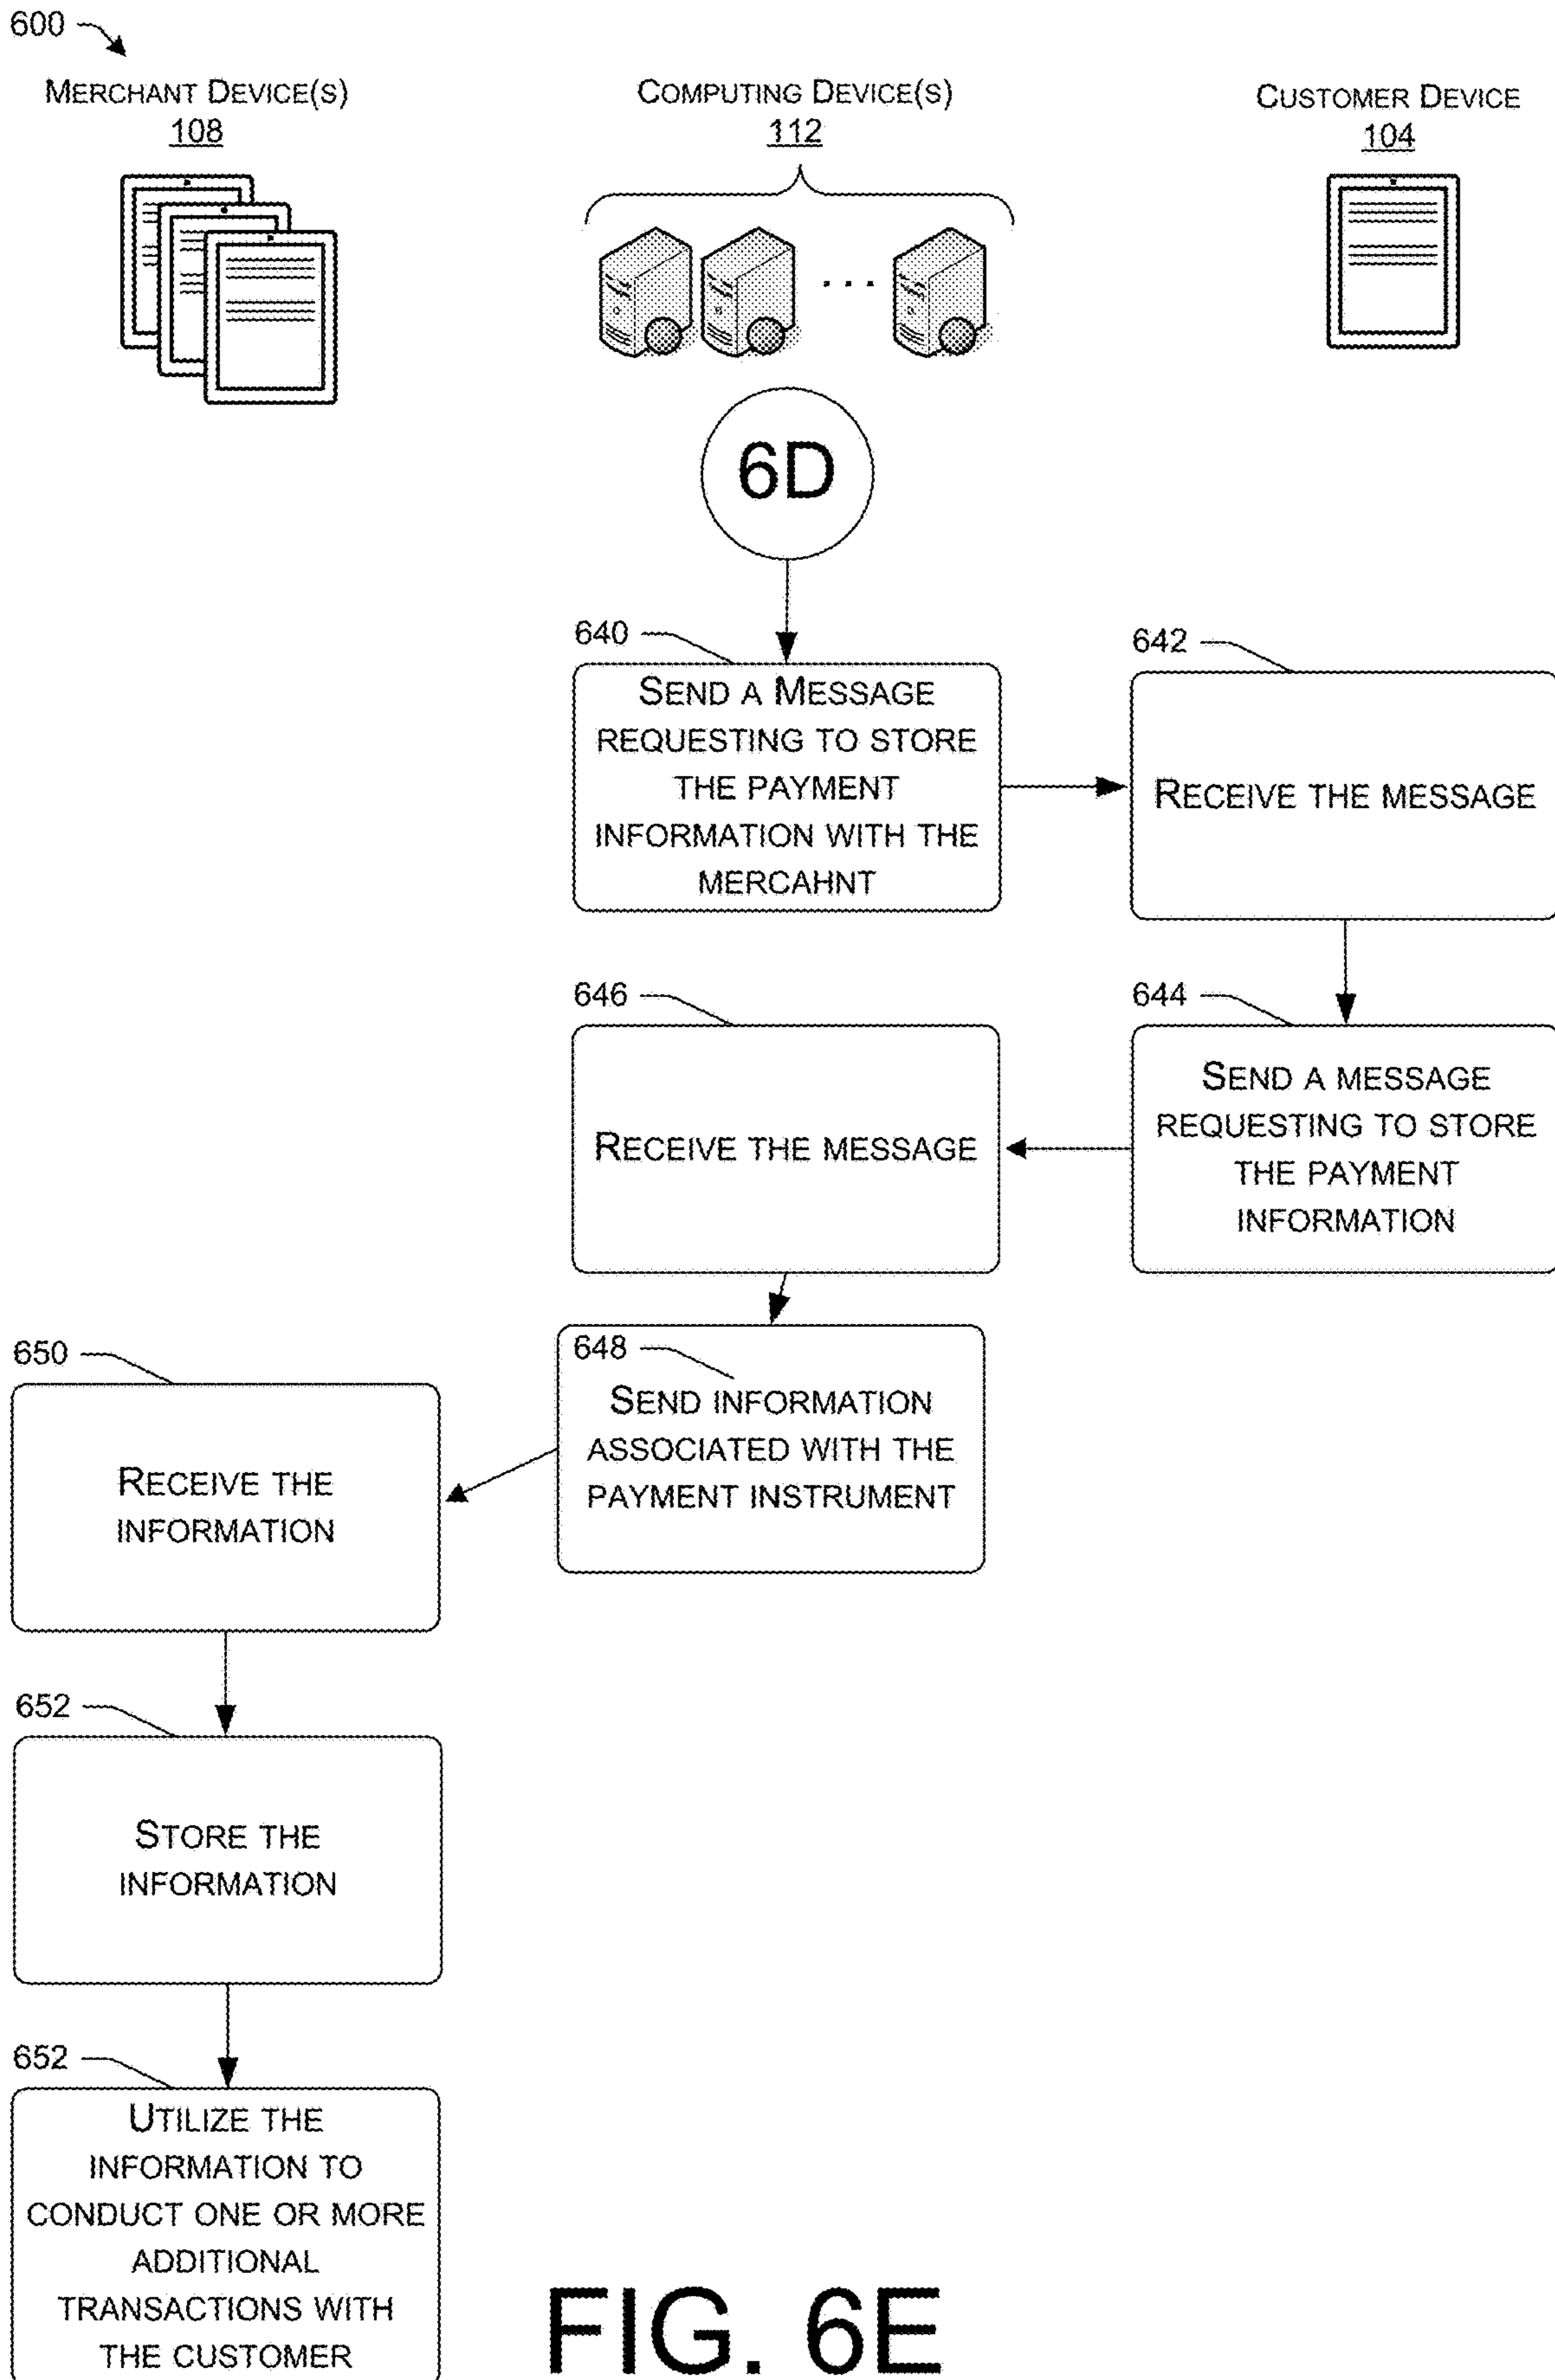 600
MERCHANT DEVICE(S)
108
COMPUTING DEVICE(S)
112
CUSTOMER DEVICE
104
6D
640
SEND A MESSAGE
REQUESTING TO STORE
THE PAYMENT
INFORMATION WITH THE
MERCAHNT
642
RECEIVE THE MESSAGE
644
SEND A MESSAGE
REQUESTING TO STORE
THE PAYMENT
INFORMATION
646
RECEIVE THE MESSAGE
648
SEND INFORMATION
ASSOCIATED WITH THE
PAYMENT INSTRUMENT
650
RECEIVE THE
INFORMATION
652
STORE THE
INFORMATION
652
UTILIZE THE
INFORMATION TO
CONDUCT ONE OR MORE
ADDITIONAL
TRANSACTIONS WITH
THE CUSTOMER
FIG. 6E